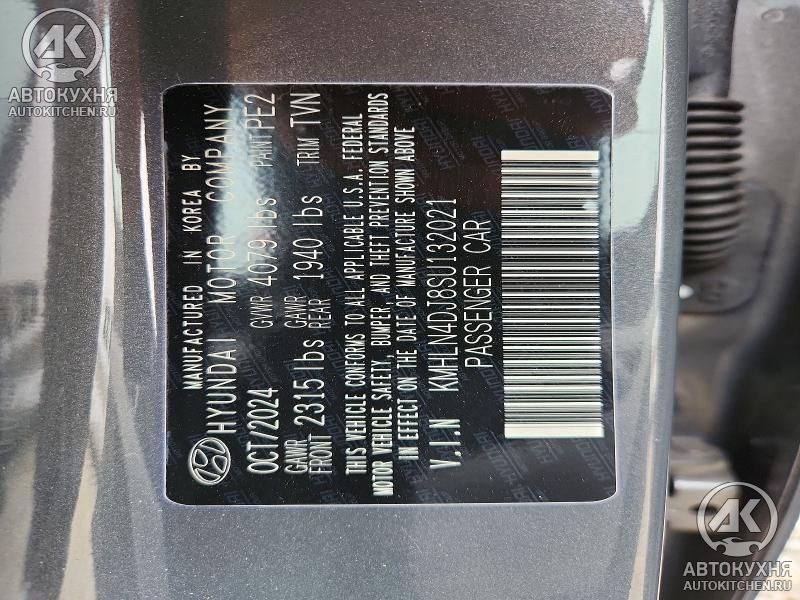 АК
АВТОКУХНЯ
AUTOKITCHEN.RU
MANUFACTURED IN KOREA BY
HYUNDAI MOTOR COMPANY
OCT/2024 GVWR 4079 lbs PAINT PE2
GAWR FRONT 2315 lbs GAWR REAR 1940 lbs TRIM TVN
THIS VEHICLE CONFORMS TO ALL APPLICABLE U.S.A. FEDERAL
MOTOR VEHICLE SAFETY, BUMPER, AND THEFT PREVENTION STANDARDS
IN EFFECT ON THE DATE OF MANUFACTURE SHOWN ABOVE
V.I.N KMHLN4DJ8SU132021
PASSENGER CAR
АК
АВТОКУХНЯ
AUTOKITCHEN.RU